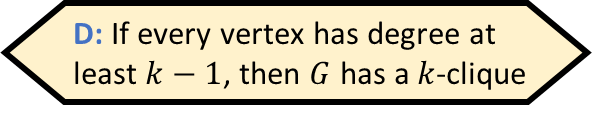 D: If every vertex has degree at
least k − 1, then G has a k-clique